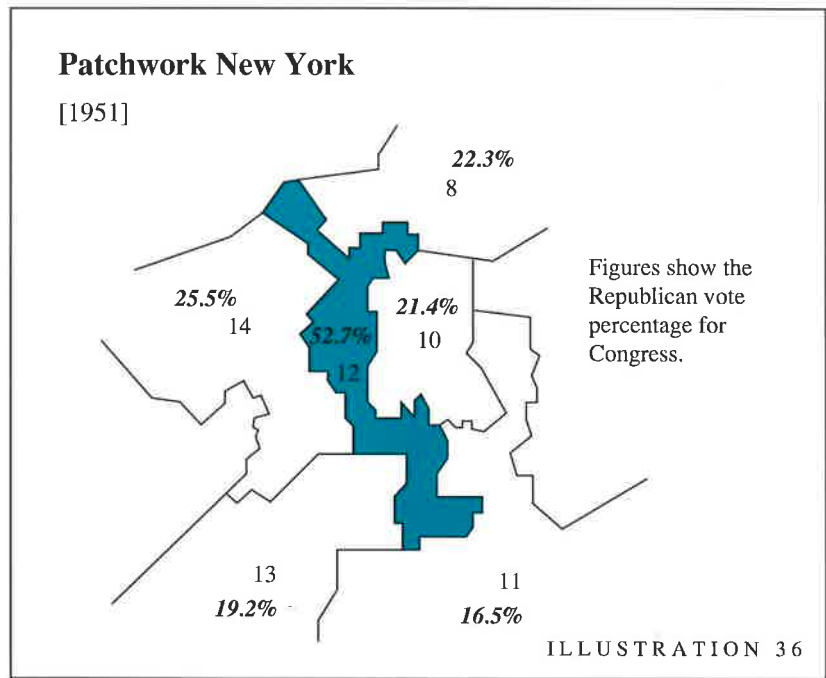 Patchwork New York
[1951]
22.3%
8
Figures show the
Republican vote
percentage for
Congress.
25.5%
14
52.7%
12
21.4%
10
13
19.2%
11
16.5%
ILLUSTRATION 36